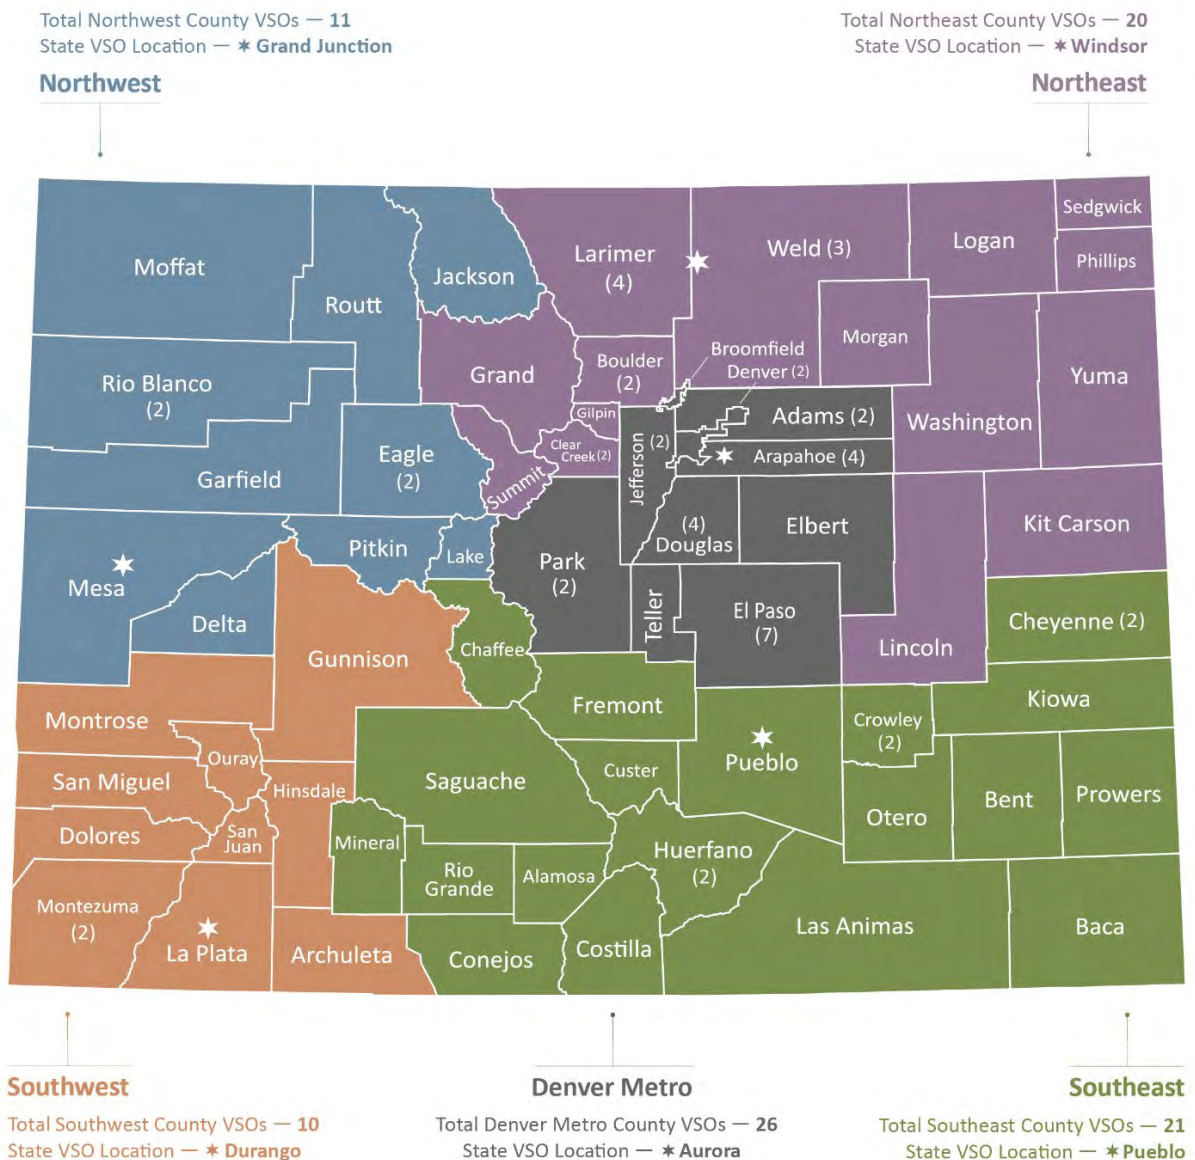 Total Northwest County VSOs — 11
State VSO Location — ✶ Grand Junction
Northwest
Total Northeast County VSOs — 20
State VSO Location — ✶ Windsor
Northeast
Moffat
Routt
Jackson
Larimer
(4)
Weld (3)
Logan
Sedgwick
Phillips
Rio Blanco
(2)
Grand
Boulder
(2)
Broomfield
Denver (2)
Morgan
Yuma
Washington
Garfield
Eagle
(2)
Summit
Gilpin
Clear
Creek (2)
Jefferson (2)
Adams (2)
Arapahoe (4)
Mesa
Delta
Pitkin
Lake
Park
(2)
(4)
Douglas
Elbert
Kit Carson
Lincoln
Teller
El Paso
(7)
Cheyenne (2)
Gunnison
Chaffee
Fremont
Kiowa
Montrose
Ouray
San Miguel
Hinsdale
Saguache
Custer
Pueblo
Crowley
(2)
Otero
Bent
Prowers
Dolores
San
Juan
Mineral
Rio
Grande
Alamosa
Huerfano
(2)
Montezuma
(2)
La Plata
Archuleta
Conejos
Costilla
Las Animas
Baca
Southwest
Total Southwest County VSOs — 10
State VSO Location — ✶ Durango
Denver Metro
Total Denver Metro County VSOs — 26
State VSO Location — ✶ Aurora
Southeast
Total Southeast County VSOs — 21
State VSO Location — ✶ Pueblo